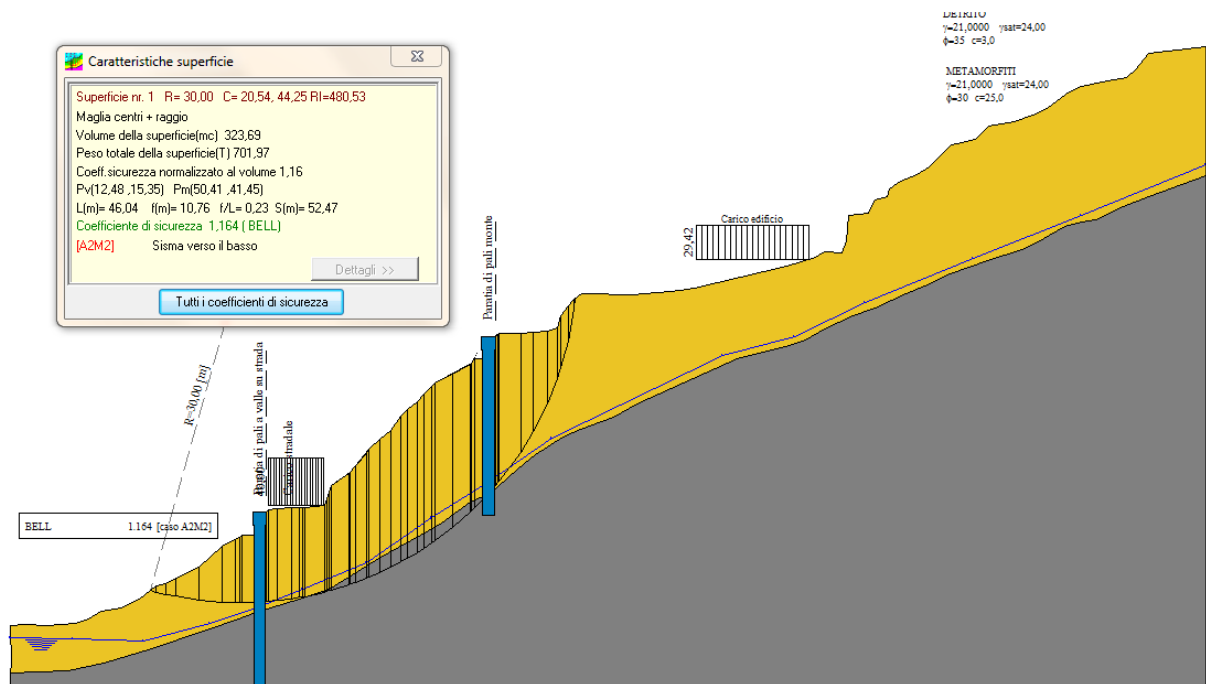 DETRITO
γ=21,0000 γsat=24,00
ϕ=35 c=3,0
METAMORFITI
γ=21,0000 γsat=24,00
ϕ=30 c=25,0
Caratteristiche superficie
Superficie nr. 1 R= 30,00 C= 20,54, 44,25 RI=480,53
Maglia centri + raggio
Volume della superficie(mc) 323,69
Peso totale della superficie(T) 701,97
Coeff.sicurezza normalizzato al volume 1,16
Pv(12,48 ,15,35) Pm(50,41 ,41,45)
L(m)= 46,04 f(m)= 10,76 f/L= 0,23 S(m)= 52,47
Coefficiente di sicurezza 1,164 ( BELL)
[A2M2] Sisma verso il basso
Dettagli >>
Tutti i coefficienti di sicurezza
Paratia di pali monte
Carico edificio
29,42
R=30,00 [m]
Paratia di pali a valle su strada
Carico stradale
BELL 1.164 [caso A2M2]